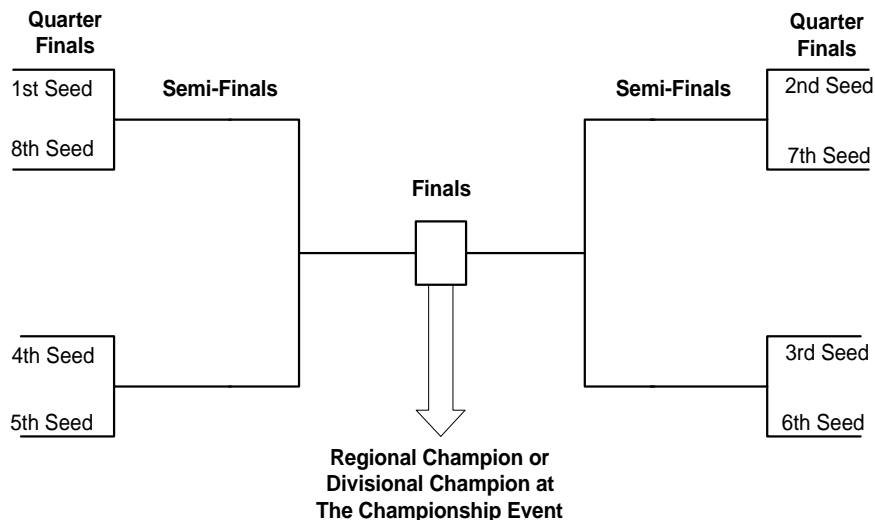 Quarter
Finals
1st Seed
8th Seed
Semi-Finals
4th Seed
5th Seed
Finals
Semi-Finals
Quarter
Finals
2nd Seed
7th Seed
3rd Seed
6th Seed
Regional Champion or
Divisional Champion at
The Championship Event